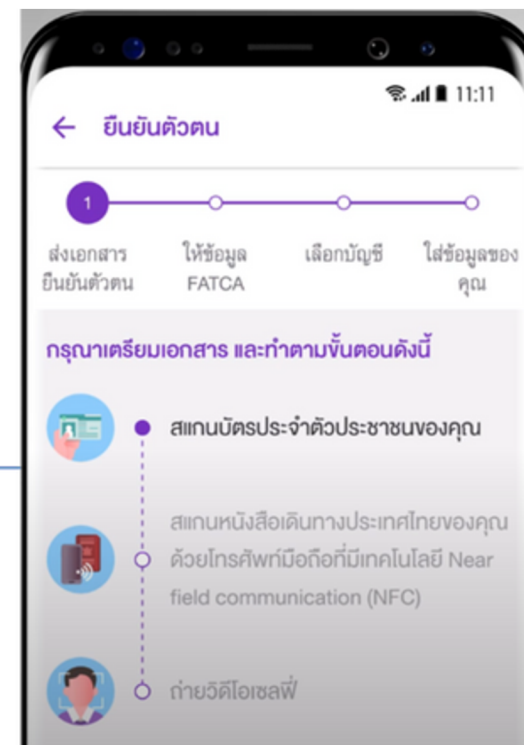 11:11
← ยืนยันตัวตน
1
ส่งเอกสาร
ยืนยันตัวตน
ให้ข้อมูล
FATCA
เลือกบัญชี
ใส่ข้อมูลของ
คุณ
กรุณาเตรียมเอกสาร และทำตามขั้นตอนดังนี้
สแกนบัตรประจำตัวประชาชนของคุณ
สแกนหนังสือเดินทางประเทศไทยของคุณ
ด้วยโทรศัพท์มือถือที่มีเทคโนโลยี Near
field communication (NFC)
ถ่ายวิดีโอเซลฟี่